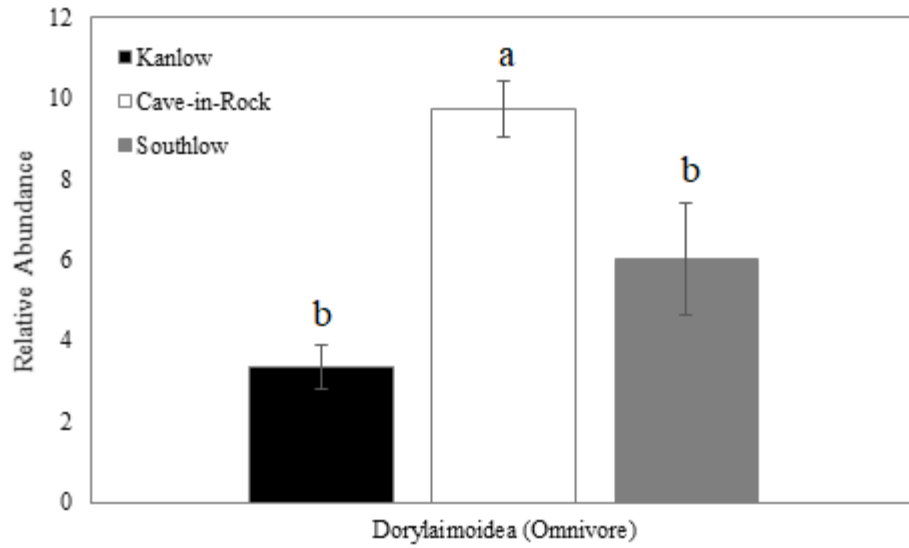 12
10
8
6
4
2
0
Relative Abundance
Kanlow
Cave-in-Rock
Southlow
b
a
b
Dorylaimoidea (Omnivore)